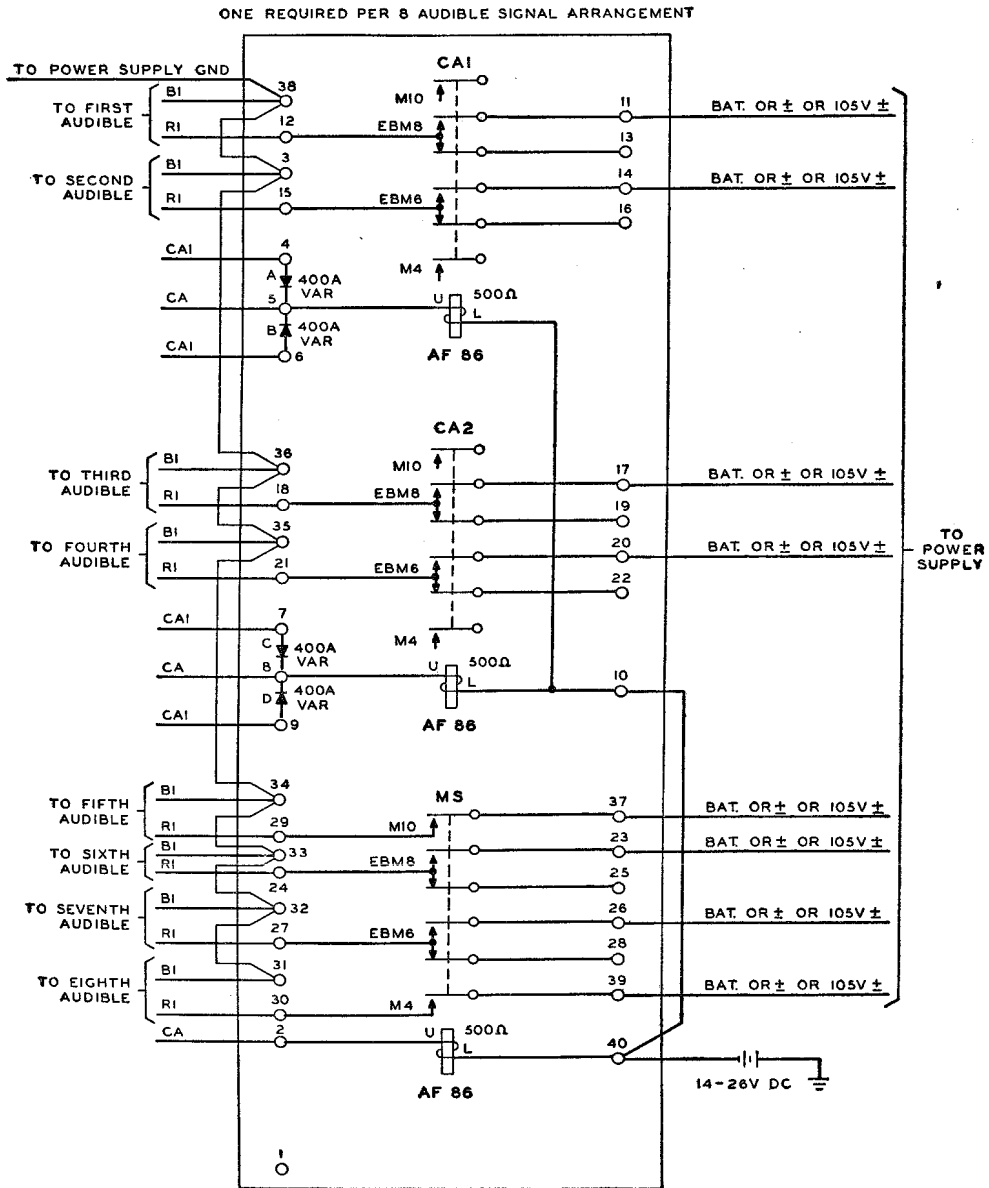 ONE REQUIRED PER 8 AUDIBLE SIGNAL ARRANGEMENT
TO POWER SUPPLY GND
38
CA1
B1
TO FIRST
AUDIBLE
M10
11
BAT. OR ± OR 105V ±
R1
12
EBM8
13
3
B1
TO SECOND
AUDIBLE
14
BAT. OR ± OR 105V ±
R1
15
EBM6
16
CA1
4
M4
A
400A
VAR
CA
5
U
500Ω
L
B
400A
VAR
CA1
6
AF 86
CA2
36
B1
TO THIRD
AUDIBLE
M10
17
BAT. OR ± OR 105V ±
R1
18
EBM8
19
35
B1
TO FOURTH
AUDIBLE
20
BAT. OR ± OR 105V ±
R1
21
EBM6
22
TO
POWER
SUPPLY
CA1
7
M4
C
400A
VAR
CA
8
U
500Ω
L
10
D
400A
VAR
CA1
9
AF 86
34
MS
B1
TO FIFTH
AUDIBLE
37
BAT. OR ± OR 105V ±
R1
29
M10
B1
33
TO SIXTH
AUDIBLE
23
BAT. OR ± OR 105V ±
R1
EBM8
24
25
B1
32
TO SEVENTH
AUDIBLE
26
BAT. OR ± OR 105V ±
R1
27
EBM6
28
31
B1
TO EIGHTH
AUDIBLE
39
BAT. OR ± OR 105V ±
R1
30
M4
CA
2
U
500Ω
L
40
AF 86
14-26V DC
1